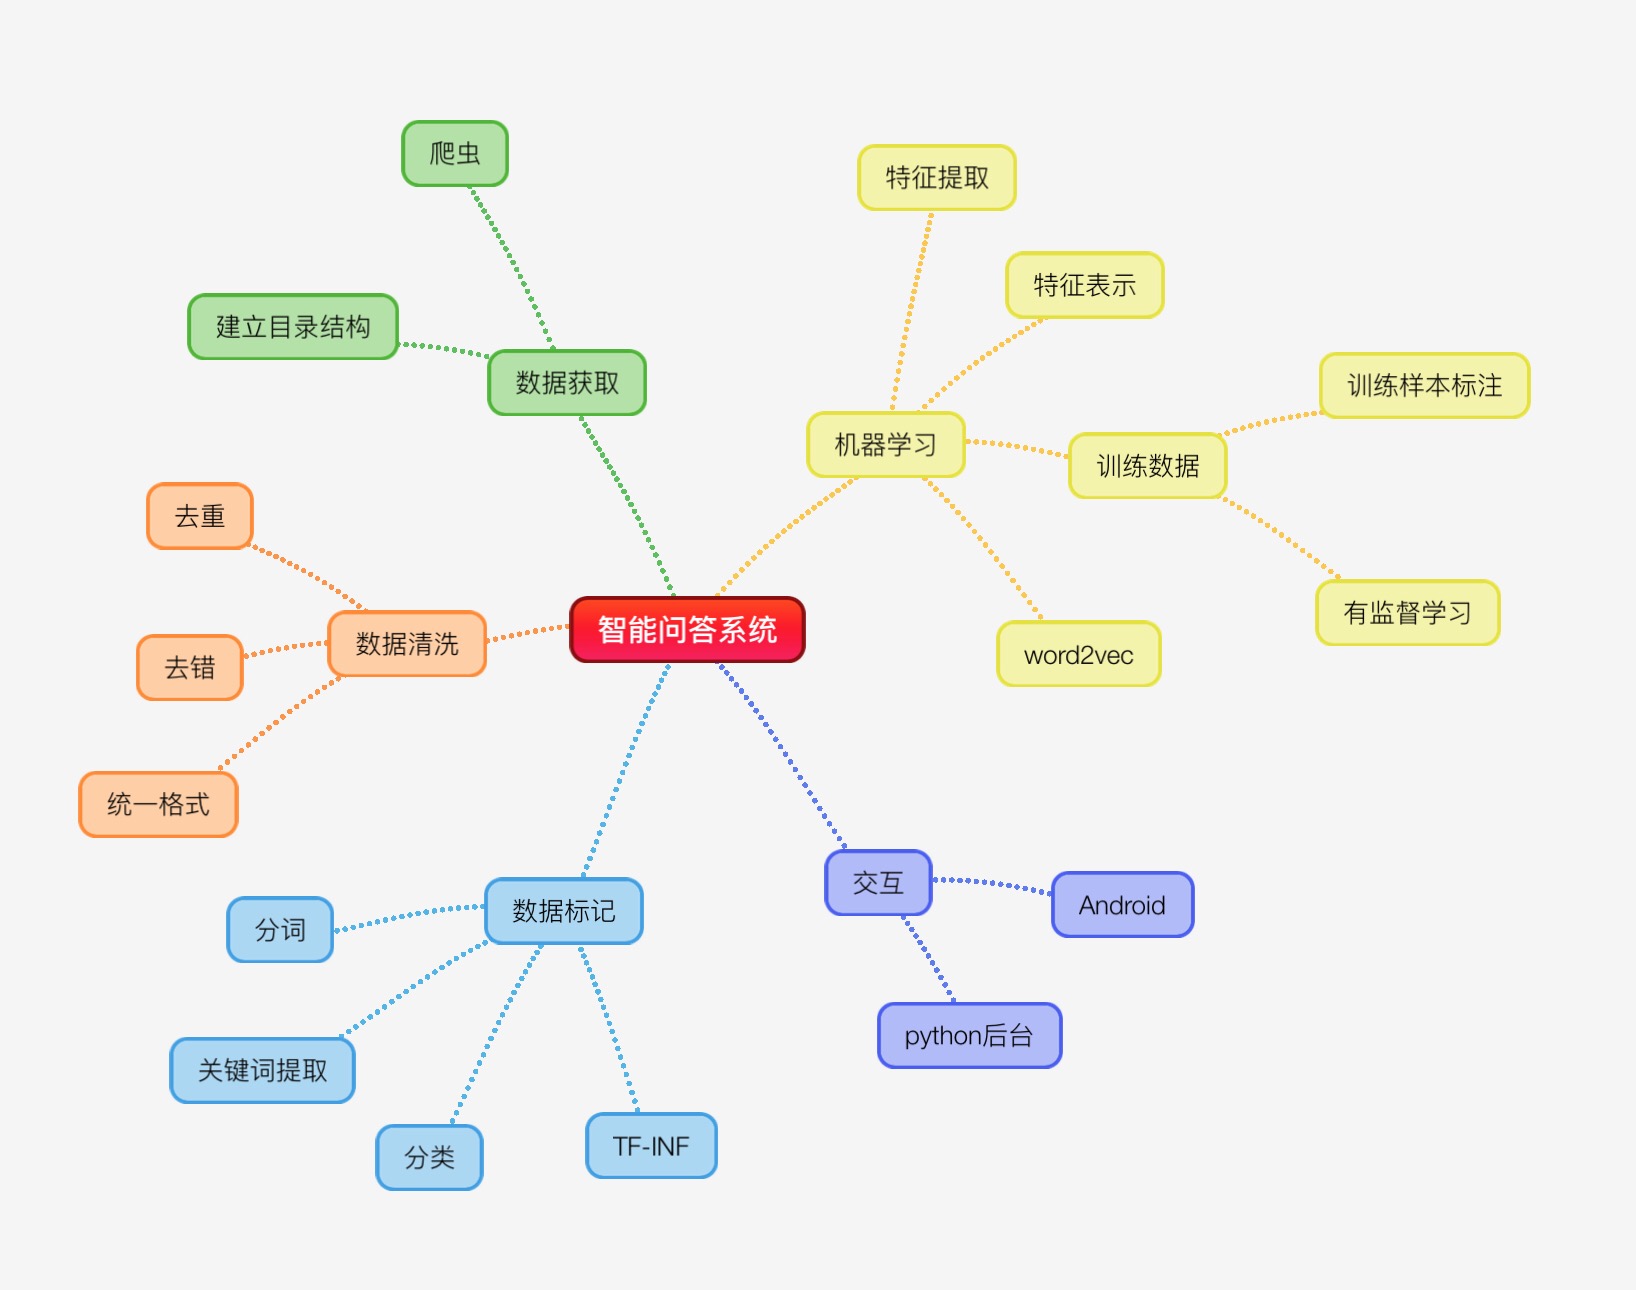 爬虫
特征提取
特征表示
建立目录结构
数据获取
训练样本标注
机器学习
训练数据
去重
有监督学习
智能问答系统
数据清洗
word2vec
去错
统一格式
交互
Android
数据标记
分词
python后台
关键词提取
分类
TF-INF